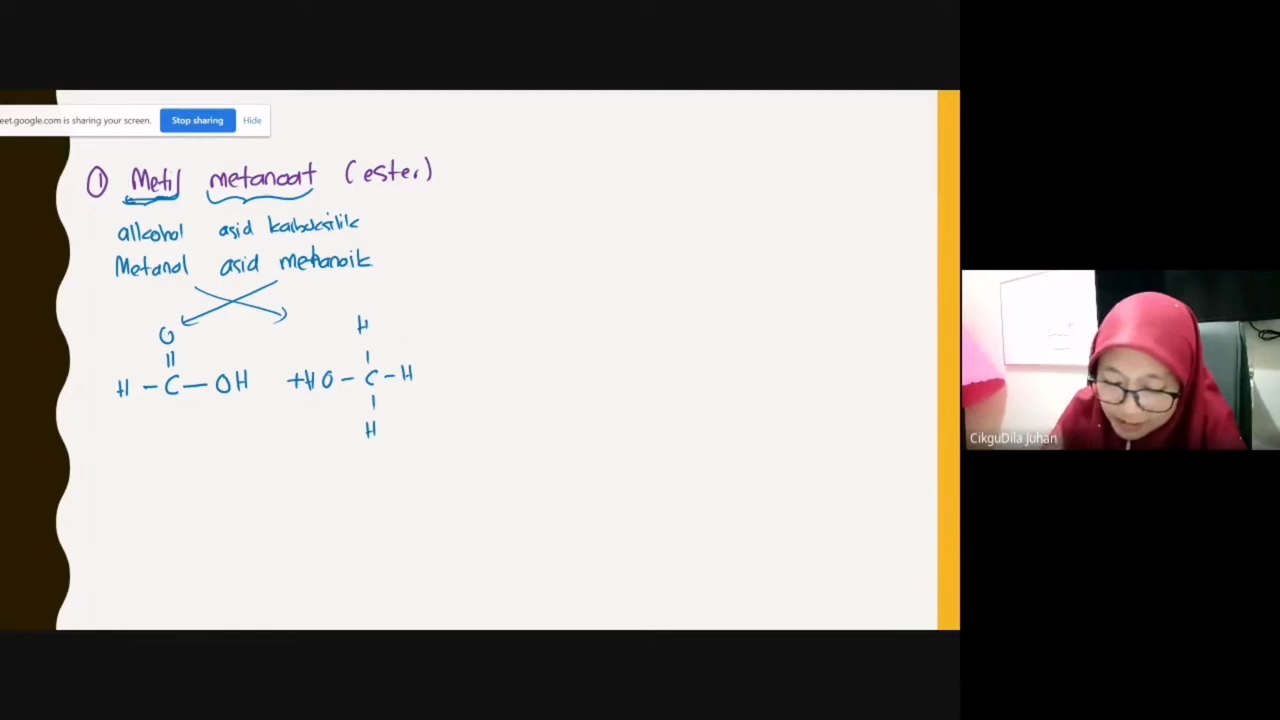 eet.google.com is sharing your screen. Stop sharing Hide
① Metil metanoat (ester)
alkohol asid karboksilik
Metanol asid metanoik
O H
||
H - C - OH +HO - C - H
H
CikguDila Juhan